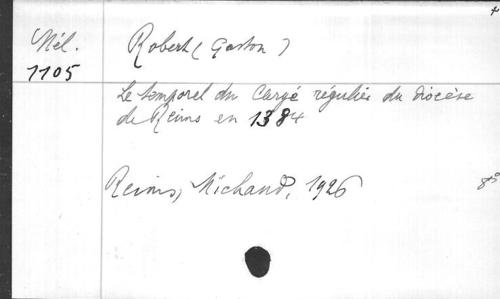 Mél.
1105
Robert (Gaston)
Le temporel du Clergé régulier du diocèse
de Reims en 1384
Reims, Michaud, 1926
8°